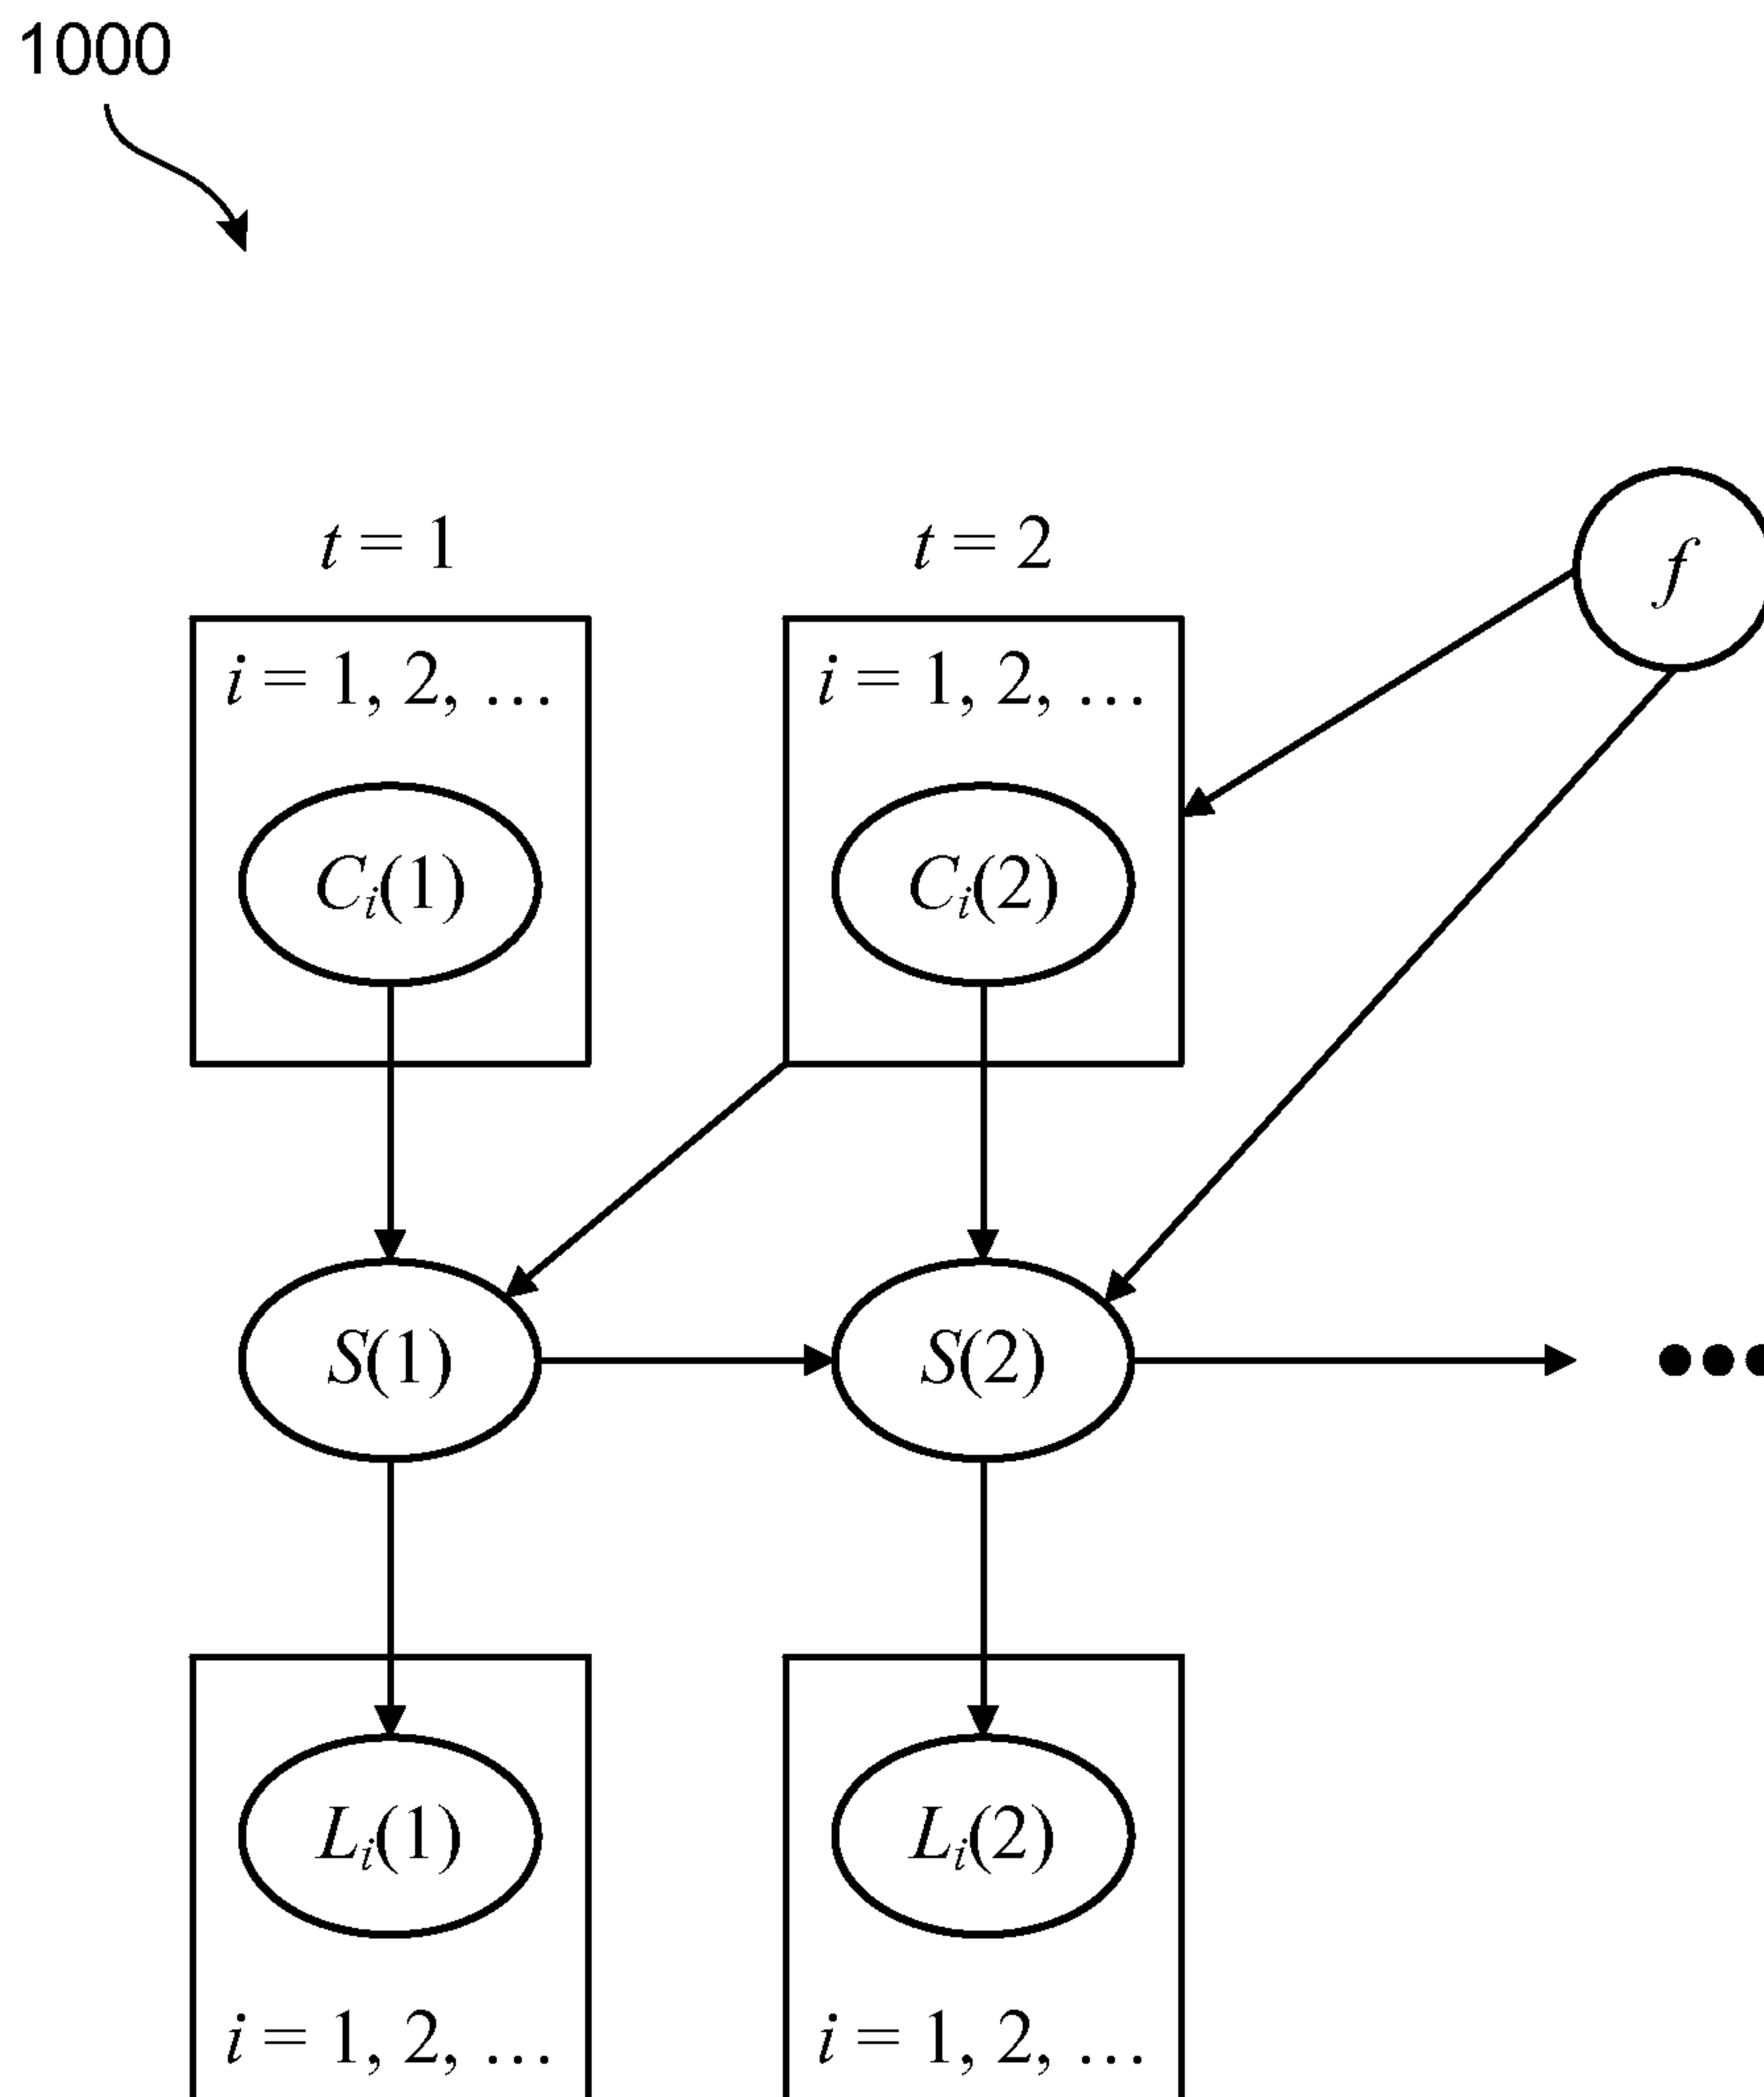 1000
t = 1
t = 2
f
i = 1, 2, …
i = 1, 2, …
Cᵢ(1)
Cᵢ(2)
S(1)
S(2)
•••
Lᵢ(1)
Lᵢ(2)
i = 1, 2, …
i = 1, 2, …